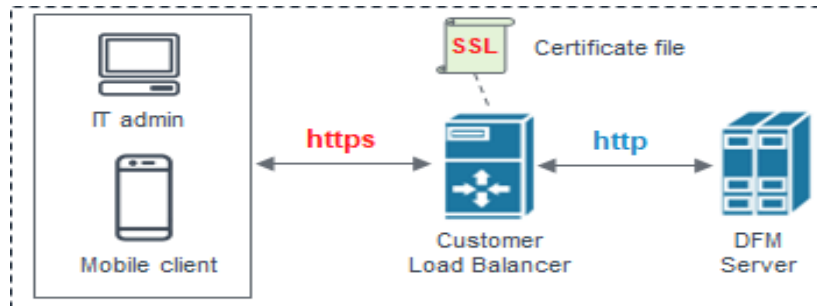 SSL
Certificate file
IT admin
https
http
Mobile client
Customer
Load Balancer
DFM
Server